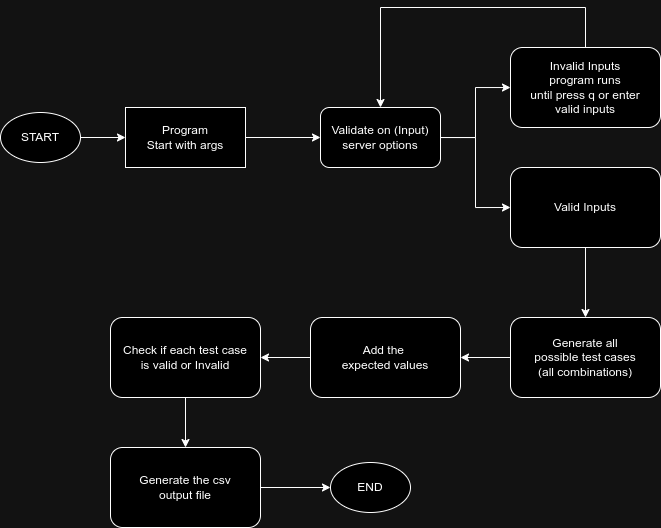 START
Program
Start with args
Validate on (Input)
server options
Invalid Inputs
program runs
until press q or enter
valid inputs
Valid Inputs
Generate all
possible test cases
(all combinations)
Add the
expected values
Check if each test case
is valid or Invalid
Generate the csv
output file
END